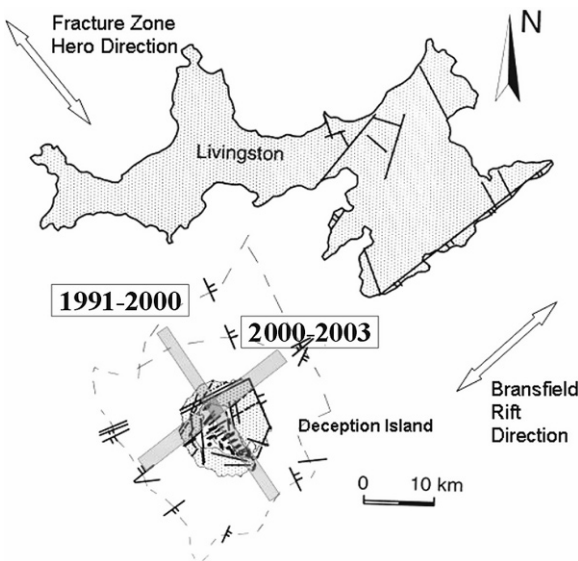 Fracture Zone
Hero Direction
N
Livingston
1991-2000
2000-2003
Bransfield
Rift
Direction
Deception Island
0 10 km